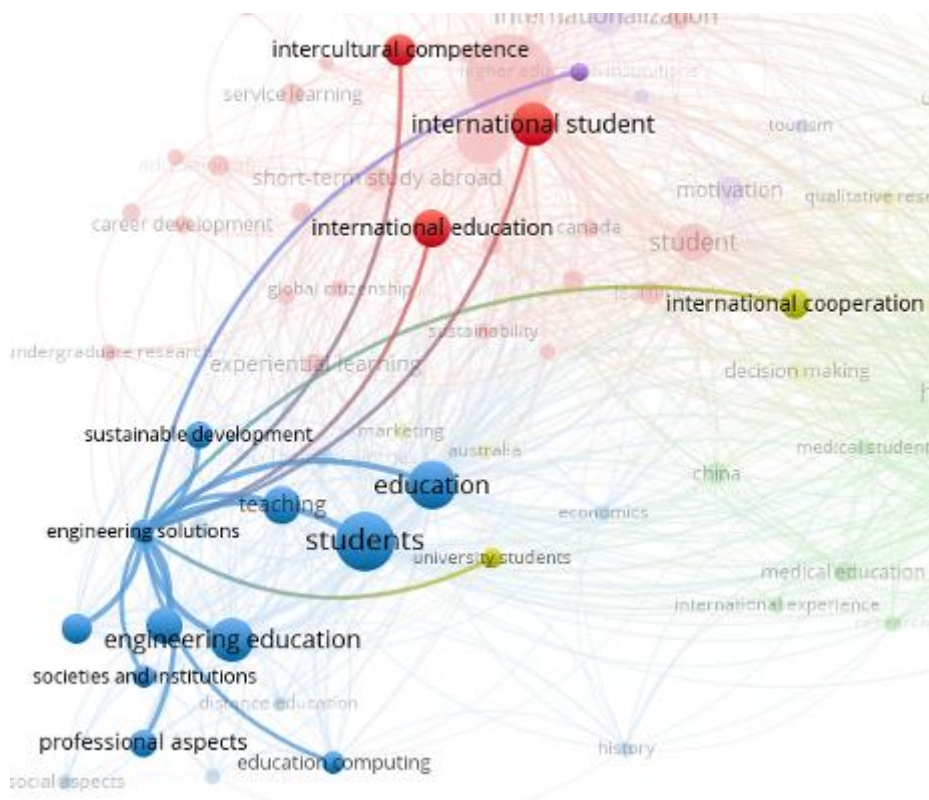 internationalization
intercultural competence
higher education institutions
service learning
international student
tourism
short-term study abroad
motivation
qualitative rese
career development
international education
canada
student
global citizenship
international cooperation
sustainability
undergraduate research
experiential learning
decision making
sustainable development
marketing
medical student
australia
china
education
teaching
economics
engineering solutions
students
university students
medical education
international experience
engineering education
societies and institutions
distance education
professional aspects
history
education computing
social aspects